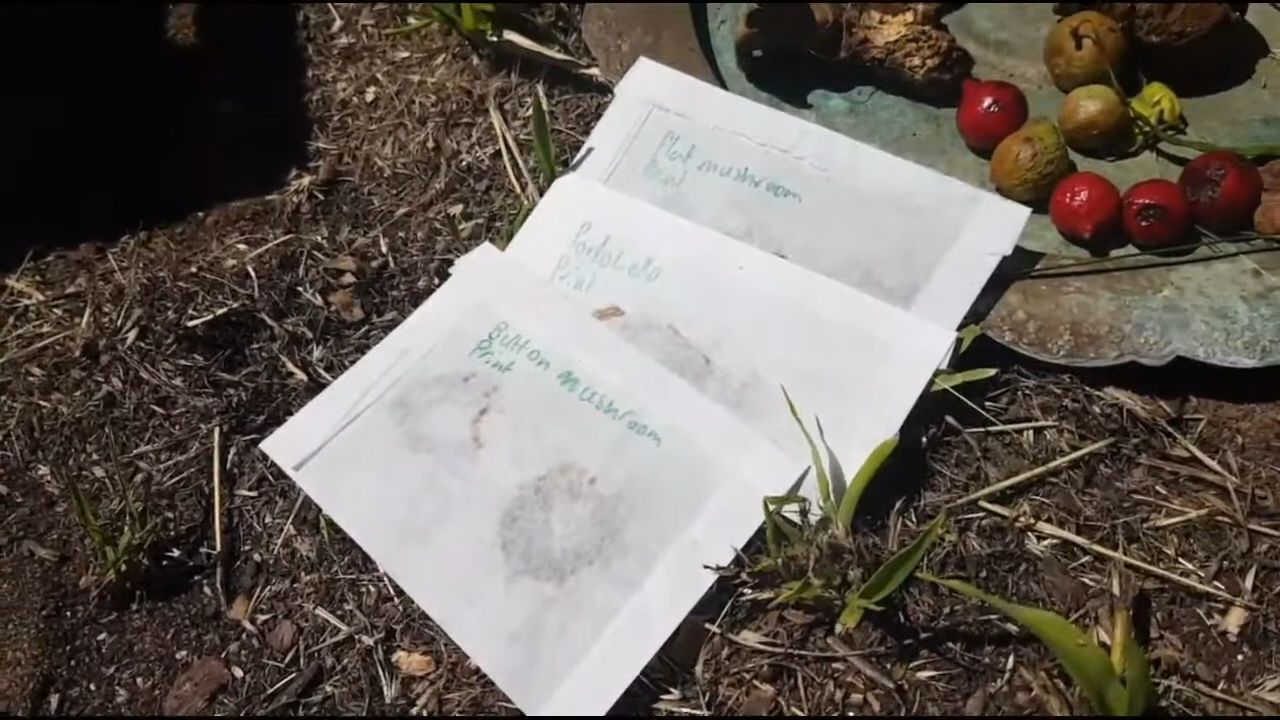 Flat mushroom
Print
Portobello
Print
Button mushroom
Print